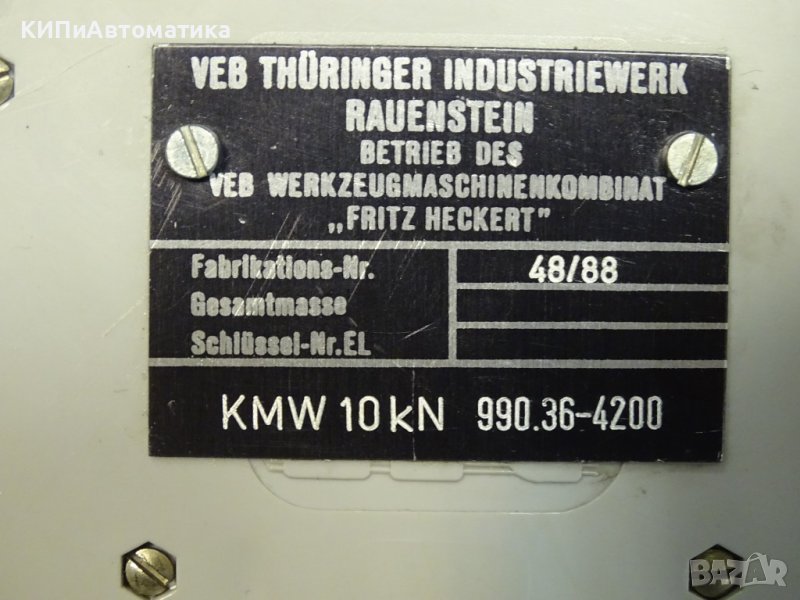 КИПиАвтоматика
VEB THÜRINGER INDUSTRIEWERK
RAUENSTEIN
BETRIEB DES
VEB WERKZEUGMASCHINENKOMBINAT
„FRITZ HECKERT”
Fabrikations-Nr. 48/88
Gesamtmasse
Schlüssel-Nr.EL
KMW 10 kN 990.36-4200
BAZAR